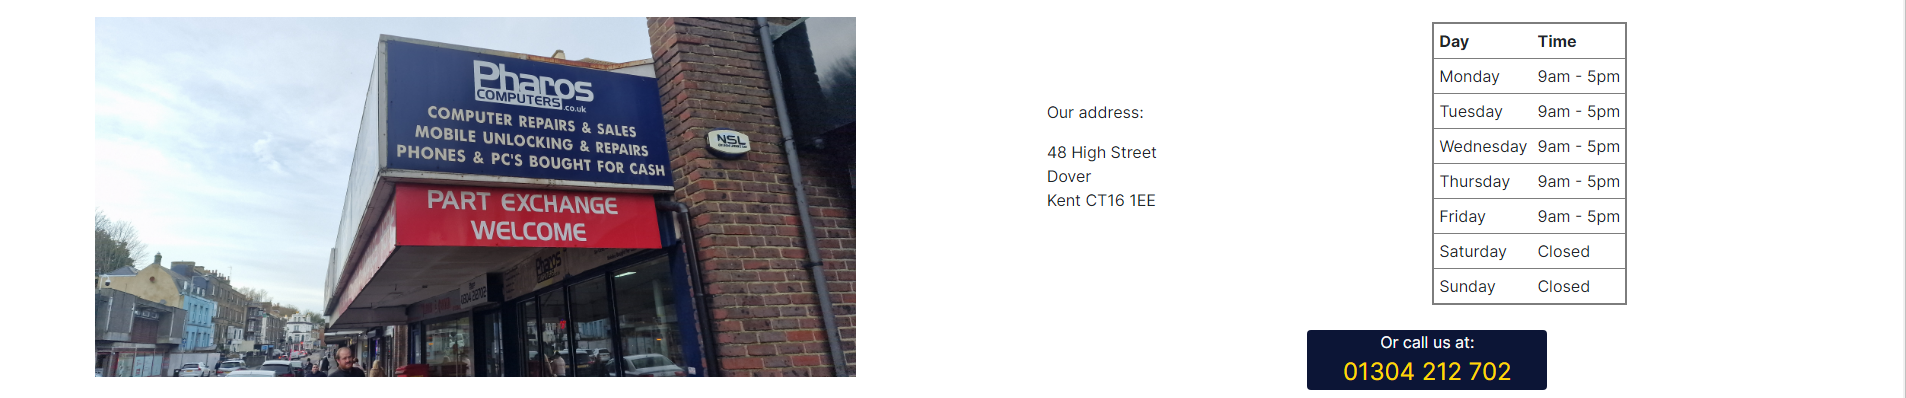 Pharos
COMPUTERS.co.uk
COMPUTER REPAIRS & SALES
MOBILE UNLOCKING & REPAIRS
PHONES & PC'S BOUGHT FOR CASH
PART EXCHANGE
WELCOME
NSL
Pharos
Our address:
48 High Street
Dover
Kent CT16 1EE
Day Time
Monday 9am - 5pm
Tuesday 9am - 5pm
Wednesday 9am - 5pm
Thursday 9am - 5pm
Friday 9am - 5pm
Saturday Closed
Sunday Closed
Or call us at:
01304 212 702